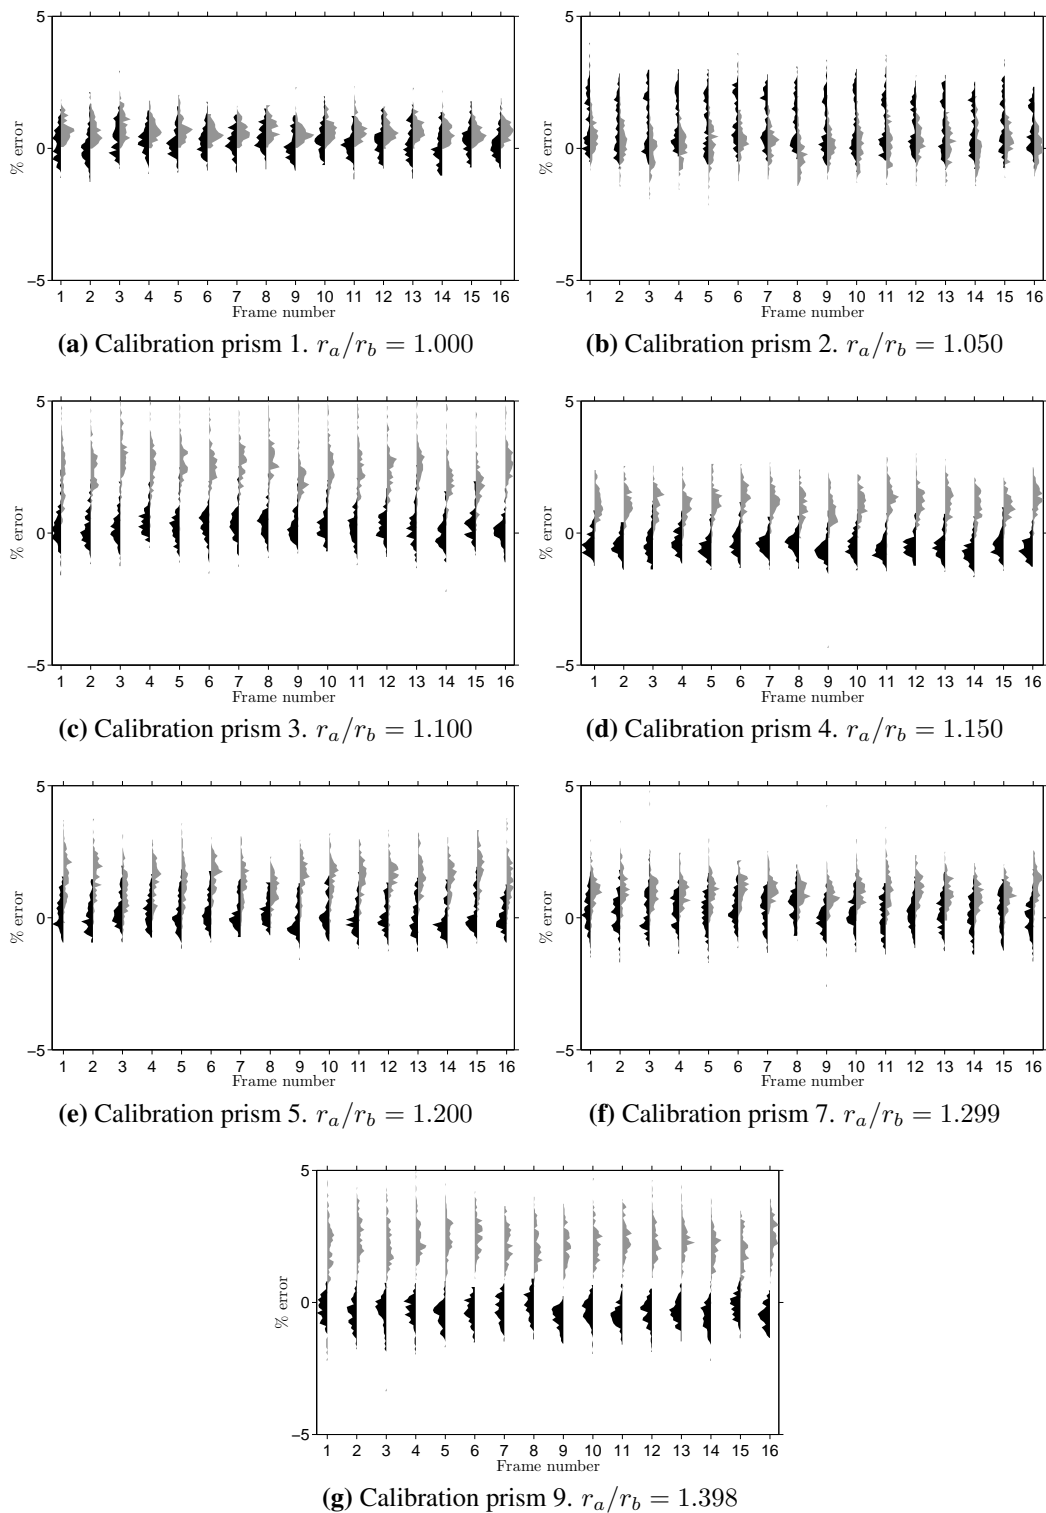 5
0
−5
% error
1 2 3 4 5 6 7 8 9 10 11 12 13 14 15 16
Frame number
(a) Calibration prism 1. r_a/r_b = 1.000
5
0
−5
% error
1 2 3 4 5 6 7 8 9 10 11 12 13 14 15 16
Frame number
(b) Calibration prism 2. r_a/r_b = 1.050
5
0
−5
% error
1 2 3 4 5 6 7 8 9 10 11 12 13 14 15 16
Frame number
(c) Calibration prism 3. r_a/r_b = 1.100
5
0
−5
% error
1 2 3 4 5 6 7 8 9 10 11 12 13 14 15 16
Frame number
(d) Calibration prism 4. r_a/r_b = 1.150
5
0
−5
% error
1 2 3 4 5 6 7 8 9 10 11 12 13 14 15 16
Frame number
(e) Calibration prism 5. r_a/r_b = 1.200
5
0
−5
% error
1 2 3 4 5 6 7 8 9 10 11 12 13 14 15 16
Frame number
(f) Calibration prism 7. r_a/r_b = 1.299
5
0
−5
% error
1 2 3 4 5 6 7 8 9 10 11 12 13 14 15 16
Frame number
(g) Calibration prism 9. r_a/r_b = 1.398